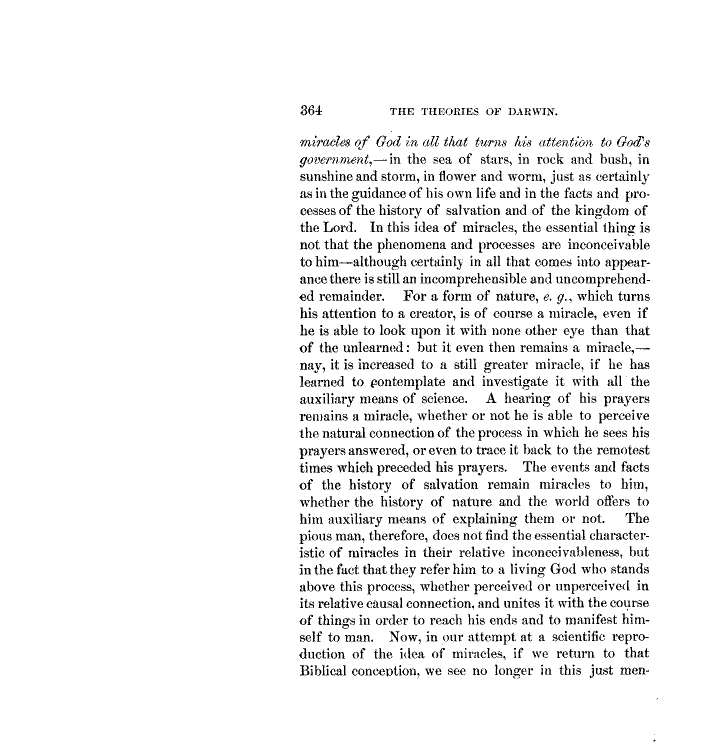 364 THE THEORIES OF DARWIN.
miracles of God in all that turns his attention to God's
government,—in the sea of stars, in rock and bush, in
sunshine and storm, in flower and worm, just as certainly
as in the guidance of his own life and in the facts and pro-
cesses of the history of salvation and of the kingdom of
the Lord. In this idea of miracles, the essential thing is
not that the phenomena and processes are inconceivable
to him—although certainly in all that comes into appear-
ance there is still an incomprehensible and uncomprehend-
ed remainder. For a form of nature, e. g., which turns
his attention to a creator, is of course a miracle, even if
he is able to look upon it with none other eye than that
of the unlearned: but it even then remains a miracle,—
nay, it is increased to a still greater miracle, if he has
learned to contemplate and investigate it with all the
auxiliary means of science. A hearing of his prayers
remains a miracle, whether or not he is able to perceive
the natural connection of the process in which he sees his
prayers answered, or even to trace it back to the remotest
times which preceded his prayers. The events and facts
of the history of salvation remain miracles to him,
whether the history of nature and the world offers to
him auxiliary means of explaining them or not. The
pious man, therefore, does not find the essential character-
istic of miracles in their relative inconceivableness, but
in the fact that they refer him to a living God who stands
above this process, whether perceived or unperceived in
its relative causal connection, and unites it with the course
of things in order to reach his ends and to manifest him-
self to man. Now, in our attempt at a scientific repro-
duction of the idea of miracles, if we return to that
Biblical conception, we see no longer in this just men-